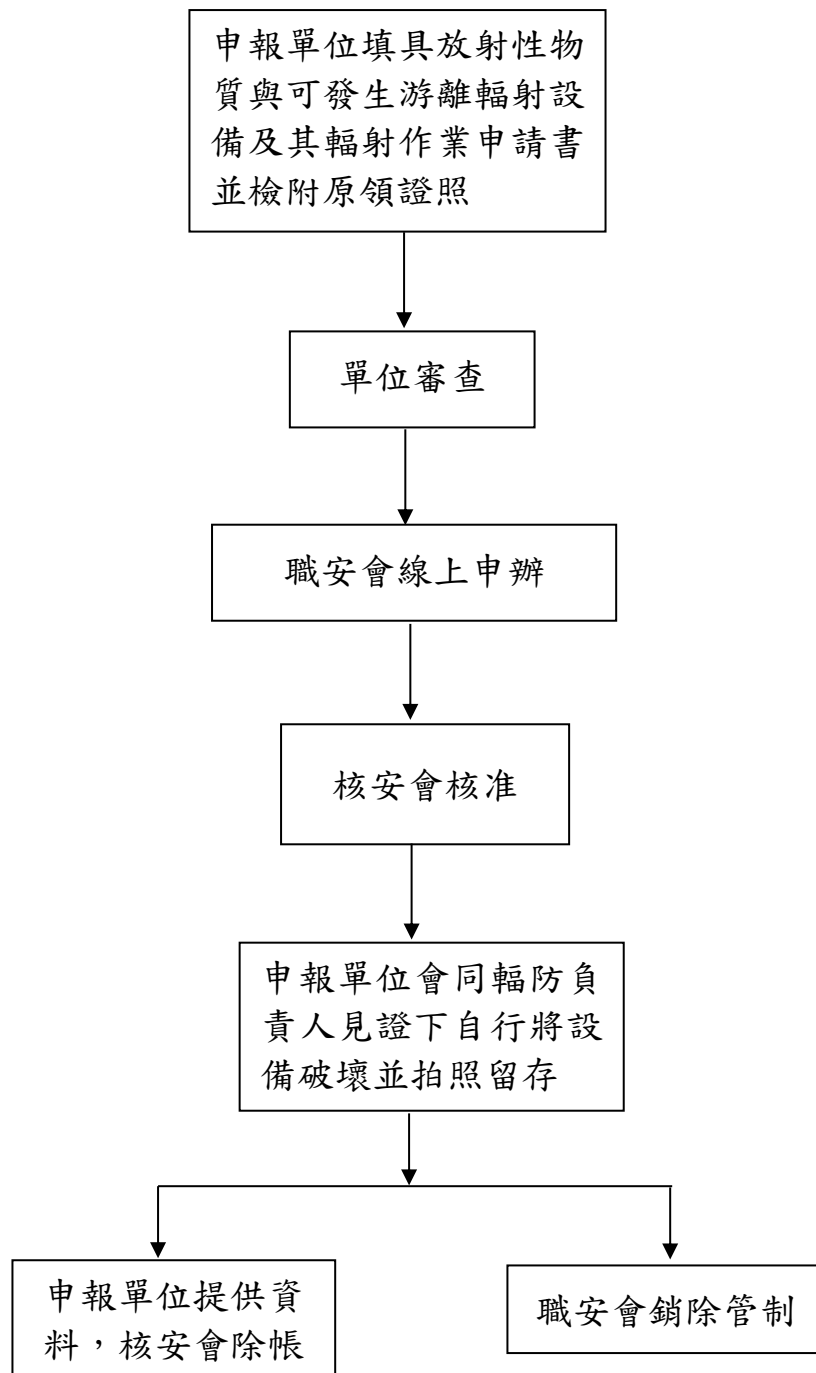 申報單位填具放射性物
質與可發生游離輻射設
備及其輻射作業申請書
並檢附原領證照
單位審查
職安會線上申辦
核安會核准
申報單位會同輻防負
責人見證下自行將設
備破壞並拍照留存
申報單位提供資
料，核安會除帳
職安會銷除管制